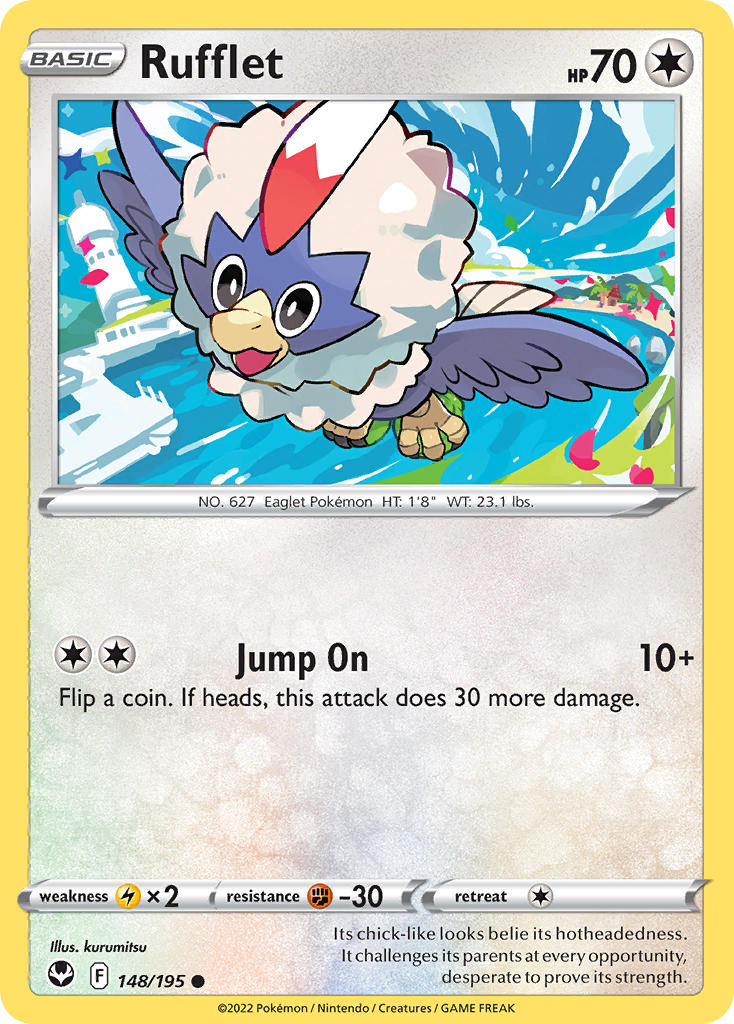 BASIC Rufflet HP 70
NO. 627 Eaglet Pokémon HT: 1'8" WT: 23.1 lbs.
Jump On 10+
Flip a coin. If heads, this attack does 30 more damage.
weakness ×2 resistance -30 retreat
Its chick-like looks belie its hotheadedness.
It challenges its parents at every opportunity,
desperate to prove its strength.
Illus. kurumitsu
F 148/195
©2022 Pokémon / Nintendo / Creatures / GAME FREAK